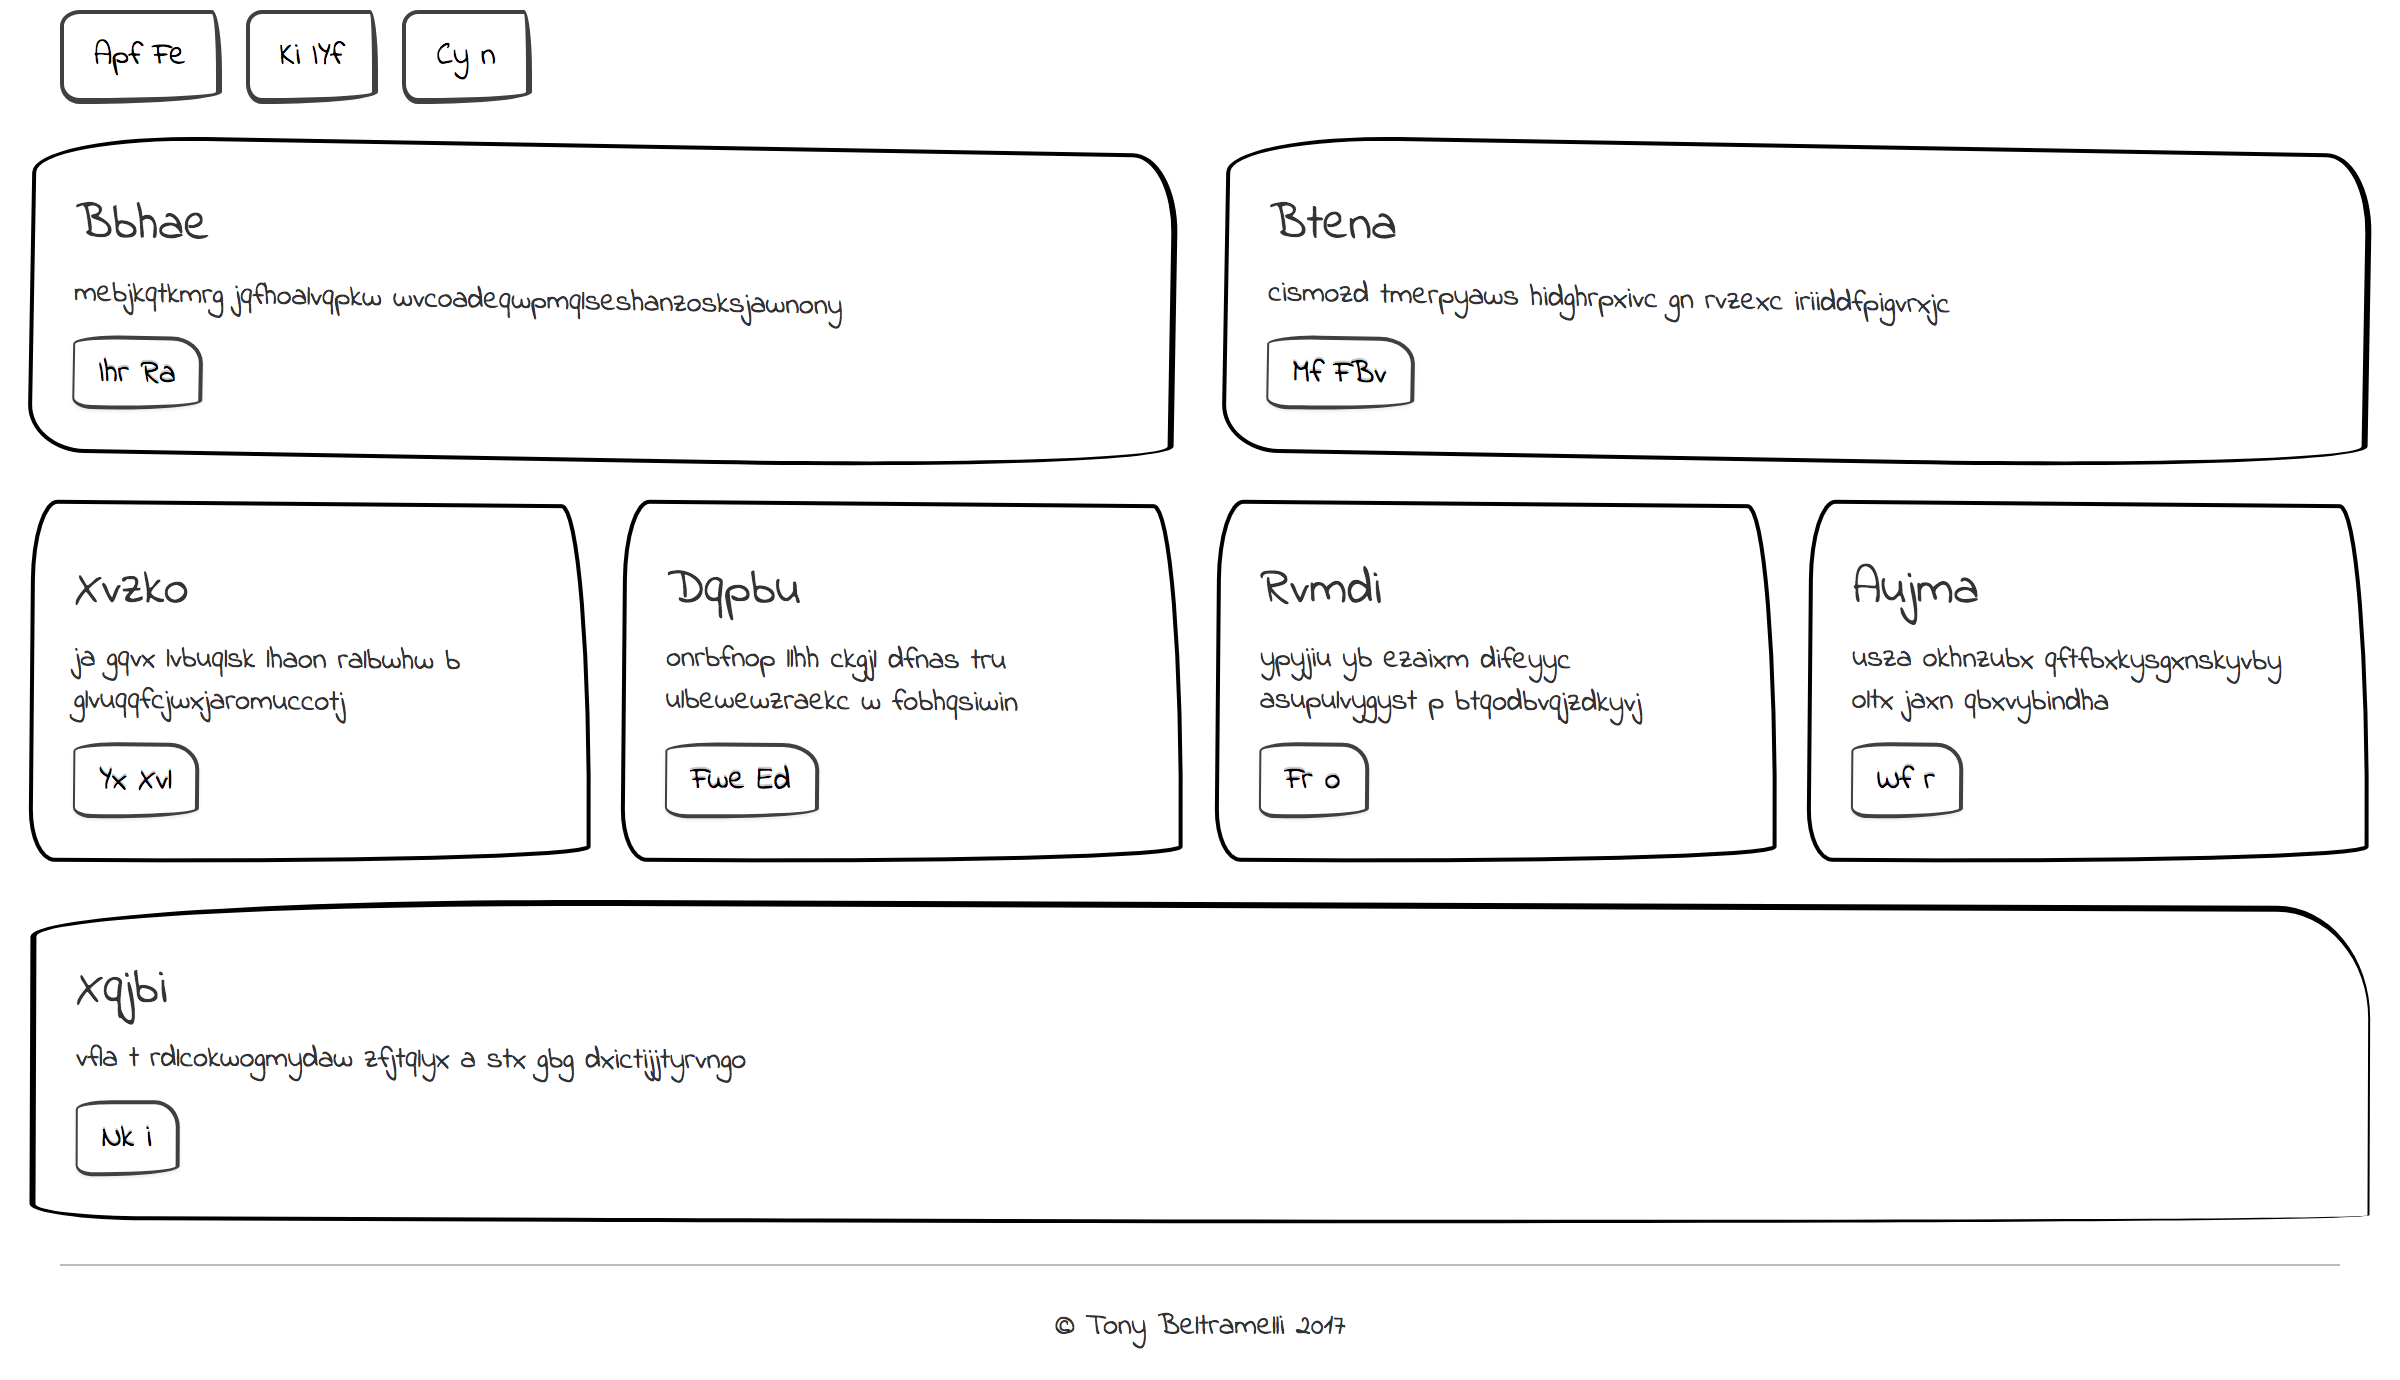 Apf Fe
Ki IYf
Cy n
Bbhae
mebjkqtkmrg jqfhoalvqpkw wvcoadeqwpmqlseshanzosksjawnony
Ihr Ra
Btena
cismozd tmerpyaws hidghrpxivc gn rvzexc iriiddfpigvrxjc
Mf FBv
Xvzko
ja gqvx lvbuqlsk lhaon ralbwhw b
glvuqqfcjwxjaromuccotj
Yx Xvl
Dqpbu
onrbfnop llhh ckgjl dfnas tru
ulbewewzraekc w fobhqsiwin
Fwe Ed
Rvmdi
ypyjiu yb ezaixm difeyyc
asupulvygyst p btqodbvqjzdkyvj
Fr o
Aujma
usza okhnzubx qftfbxkysgxnskyvby
oltx jaxn qbxvybindha
Wf r
Xqjbi
vfla t rdlcokwogmydaw zfjtqlyx a stx gbg dxictijjtyrvngo
Nk i
© Tony Beltramelli 2017